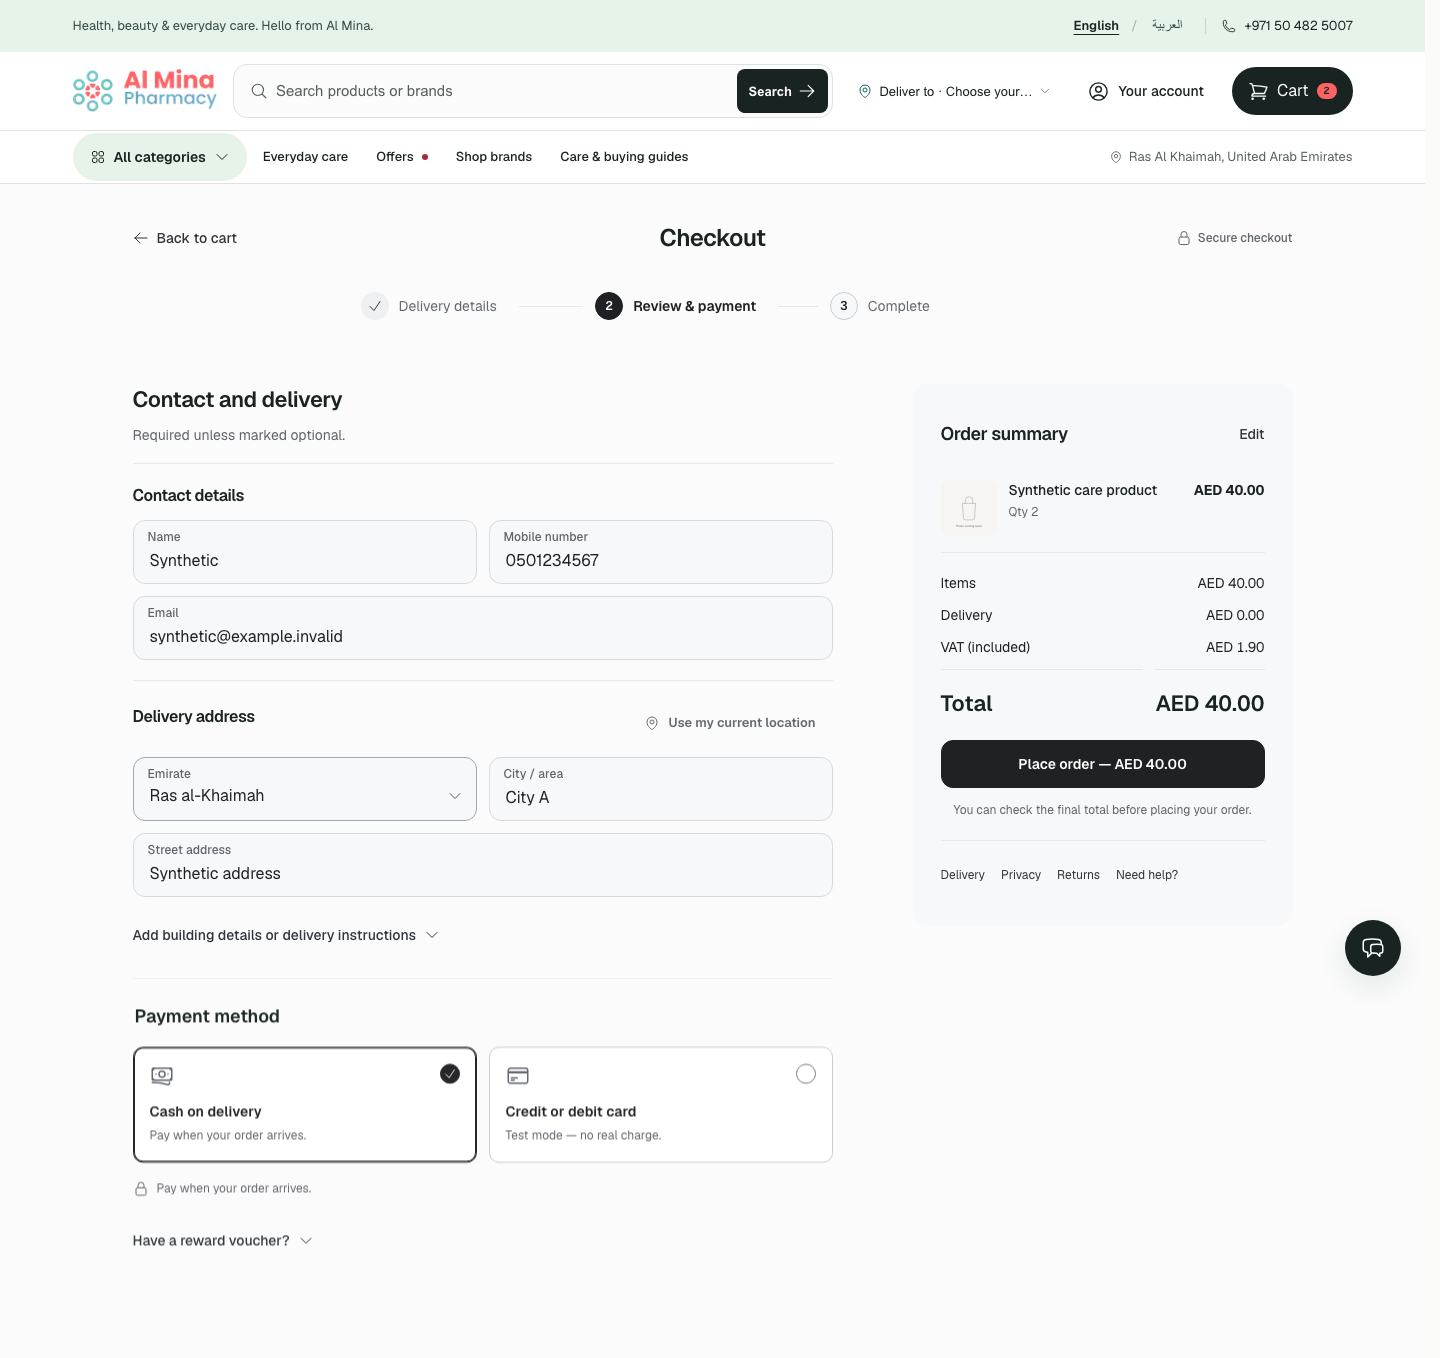 Health, beauty & everyday care. Hello from Al Mina.
English / العربية
+971 50 482 5007
Al Mina
Pharmacy
Search products or brands
Search
Deliver to · Choose your...
Your account
Cart 2
All categories
Everyday care
Offers
Shop brands
Care & buying guides
Ras Al Khaimah, United Arab Emirates
Back to cart
Checkout
Secure checkout
Delivery details
2 Review & payment
3 Complete
Contact and delivery
Required unless marked optional.
Contact details
Name
Synthetic
Mobile number
0501234567
Email
synthetic@example.invalid
Delivery address
Use my current location
Emirate
Ras al-Khaimah
City / area
City A
Street address
Synthetic address
Add building details or delivery instructions
Payment method
Cash on delivery
Pay when your order arrives.
Credit or debit card
Test mode — no real charge.
Pay when your order arrives.
Have a reward voucher?
Order summary
Edit
Synthetic care product AED 40.00
Qty 2
Items AED 40.00
Delivery AED 0.00
VAT (included) AED 1.90
Total AED 40.00
Place order — AED 40.00
You can check the final total before placing your order.
Delivery Privacy Returns Need help?